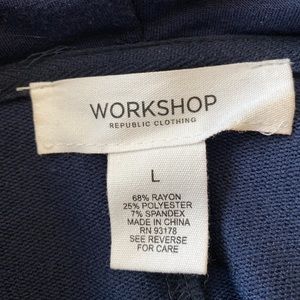 WORKSHOP
REPUBLIC CLOTHING
L
68% RAYON
25% POLYESTER
7% SPANDEX
MADE IN CHINA
RN 93178
SEE REVERSE
FOR CARE